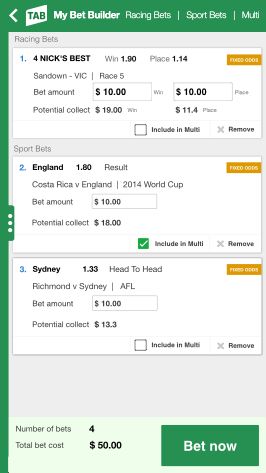 TAB My Bet Builder Racing Bets | Sport Bets | Multi
Racing Bets
1. 4 NICK'S BEST Win 1.90 Place 1.14 FIXED ODDS
Sandown - VIC | Race 5
Bet amount $ 10.00 Win $ 10.00 Place
Potential collect $ 19.00 Win $ 11.4 Place
Include in Multi Remove
Sport Bets
2. England 1.80 Result FIXED ODDS
Costa Rica v England | 2014 World Cup
Bet amount $ 10.00
Potential collect $ 18.00
Include in Multi Remove
3. Sydney 1.33 Head To Head FIXED ODDS
Richmond v Sydney | AFL
Bet amount $ 10.00
Potential collect $ 13.3
Include in Multi Remove
Number of bets 4
Total bet cost $ 50.00
Bet now